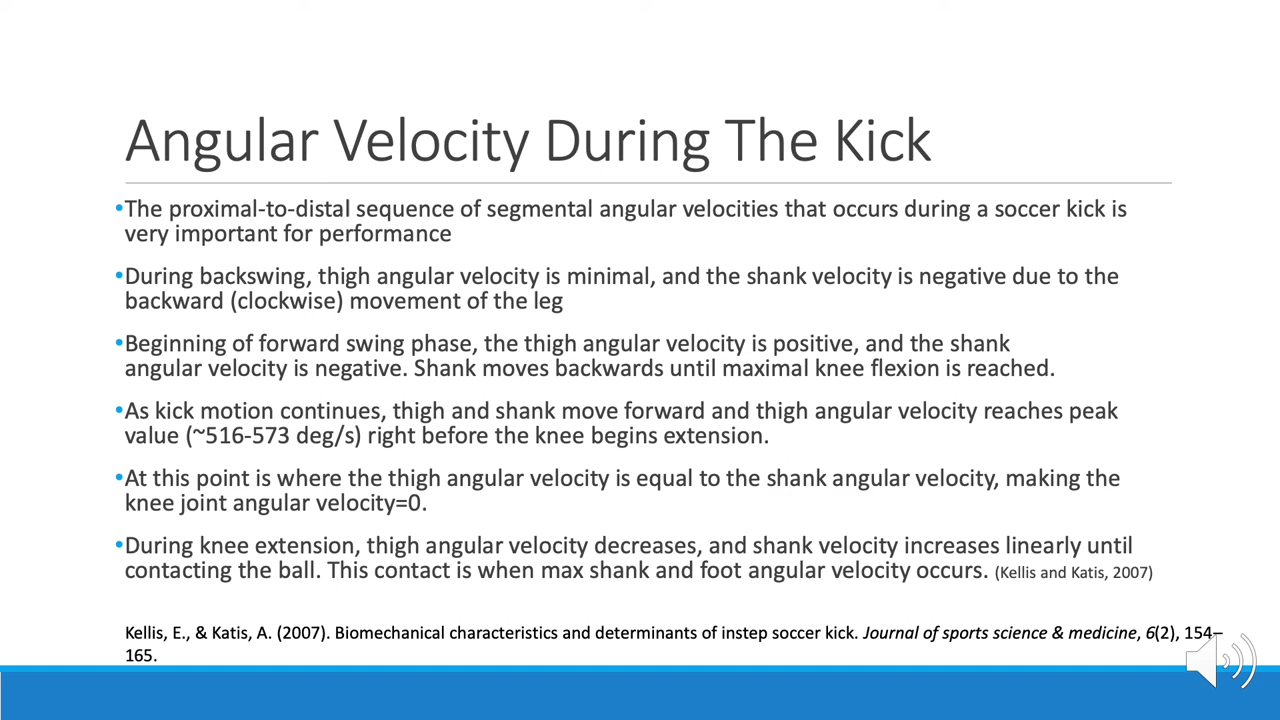 Angular Velocity During The Kick
•The proximal-to-distal sequence of segmental angular velocities that occurs during a soccer kick is
very important for performance
•During backswing, thigh angular velocity is minimal, and the shank velocity is negative due to the
backward (clockwise) movement of the leg
•Beginning of forward swing phase, the thigh angular velocity is positive, and the shank
angular velocity is negative. Shank moves backwards until maximal knee flexion is reached.
•As kick motion continues, thigh and shank move forward and thigh angular velocity reaches peak
value (~516-573 deg/s) right before the knee begins extension.
•At this point is where the thigh angular velocity is equal to the shank angular velocity, making the
knee joint angular velocity=0.
•During knee extension, thigh angular velocity decreases, and shank velocity increases linearly until
contacting the ball. This contact is when max shank and foot angular velocity occurs. (Kellis and Katis, 2007)
Kellis, E., & Katis, A. (2007). Biomechanical characteristics and determinants of instep soccer kick. Journal of sports science & medicine, 6(2), 154–
165.